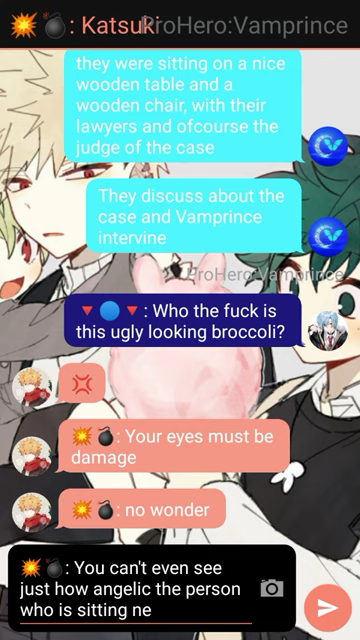 💥💣: Katsuki ProHero:Vamprince
they were sitting on a nice
wooden table and a
wooden chair, with their
lawyers and ofcourse the
judge of the case
They discuss about the
case and Vamprince
intervine
ProHero:Vamprince
🔻🔵🔻: Who the fuck is
this ugly looking broccoli?
💢
💥💣: Your eyes must be
damage
💥💣: no wonder
💥💣: You can't even see
just how angelic the person
who is sitting ne